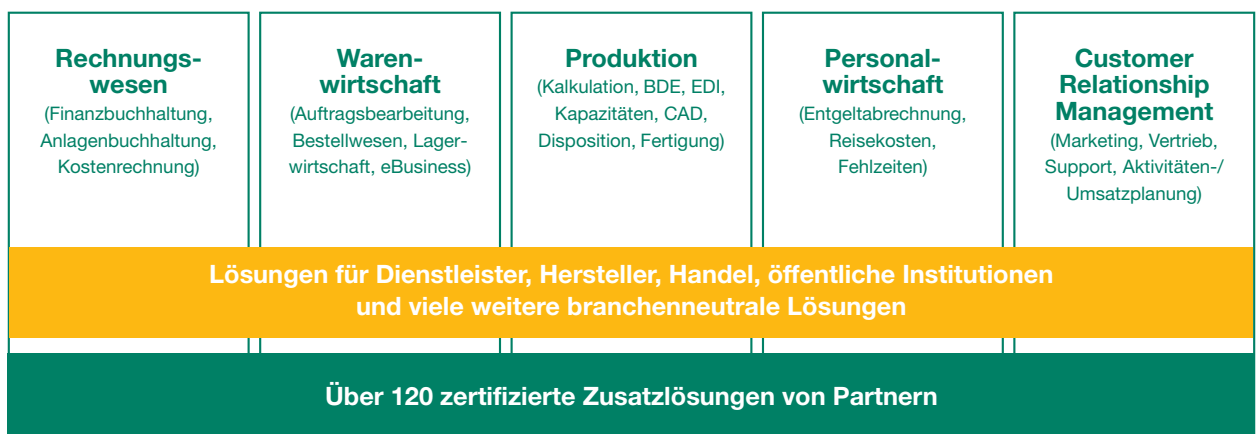 Rechnungs-
wesen
(Finanzbuchhaltung,
Anlagenbuchhaltung,
Kostenrechnung)
Waren-
wirtschaft
(Auftragsbearbeitung,
Bestellwesen, Lager-
wirtschaft, eBusiness)
Produktion
(Kalkulation, BDE, EDI,
Kapazitäten, CAD,
Disposition, Fertigung)
Personal-
wirtschaft
(Entgeltabrechnung,
Reisekosten,
Fehlzeiten)
Customer
Relationship
Management
(Marketing, Vertrieb,
Support, Aktivitäten-/
Umsatzplanung)
Lösungen für Dienstleister, Hersteller, Handel, öffentliche Institutionen
und viele weitere branchenneutrale Lösungen
Über 120 zertifizierte Zusatzlösungen von Partnern